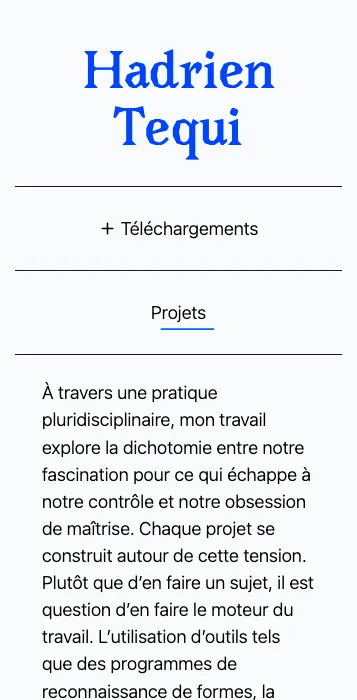 Hadrien
Tequi
+ Téléchargements
Projets
À travers une pratique
pluridisciplinaire, mon travail
explore la dichotomie entre notre
fascination pour ce qui échappe à
notre contrôle et notre obsession
de maîtrise. Chaque projet se
construit autour de cette tension.
Plutôt que d’en faire un sujet, il est
question d’en faire le moteur du
travail. L’utilisation d’outils tels
que des programmes de
reconnaissance de formes, la